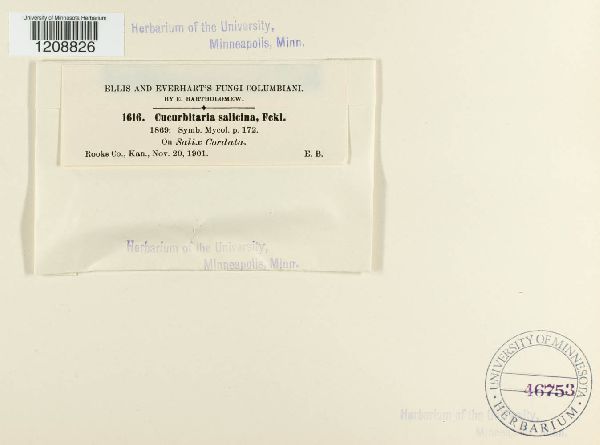 University of Minnesota Herbarium
1208826
Herbarium of the University,
Minneapolis, Minn.
ELLIS AND EVERHART'S FUNGI COLUMBIANI.
BY E. BARTHOLOMEW.
1616. Cucurbitaria salicina, Fckl.
1869: Symb. Mycol. p. 172.
On Salix Cordata.
Rooks Co., Kan., Nov. 20, 1901. E. B.
Herbarium of the University,
Minneapolis, Minn.
UNIVERSITY OF MINNESOTA
46753
HERBARIUM
Herbarium of the University,
Minneapolis, Minn.